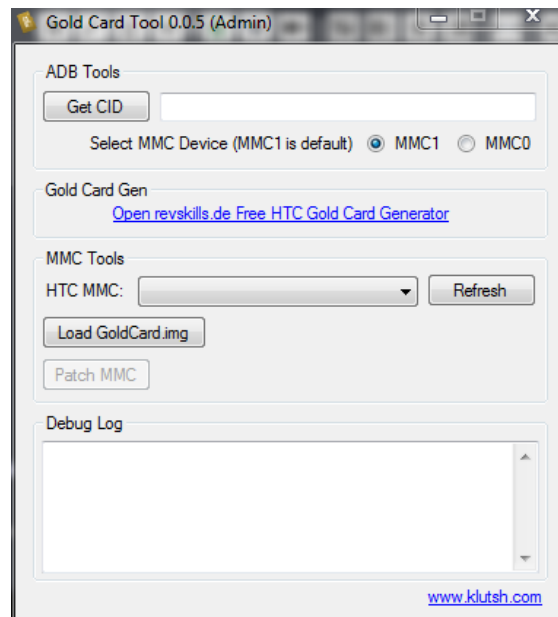 Gold Card Tool 0.0.5 (Admin)
ADB Tools
Get CID
Select MMC Device (MMC1 is default) MMC1 MMC0
Gold Card Gen
Open revskills.de Free HTC Gold Card Generator
MMC Tools
HTC MMC: Refresh
Load GoldCard.img
Patch MMC
Debug Log
www.klutsh.com